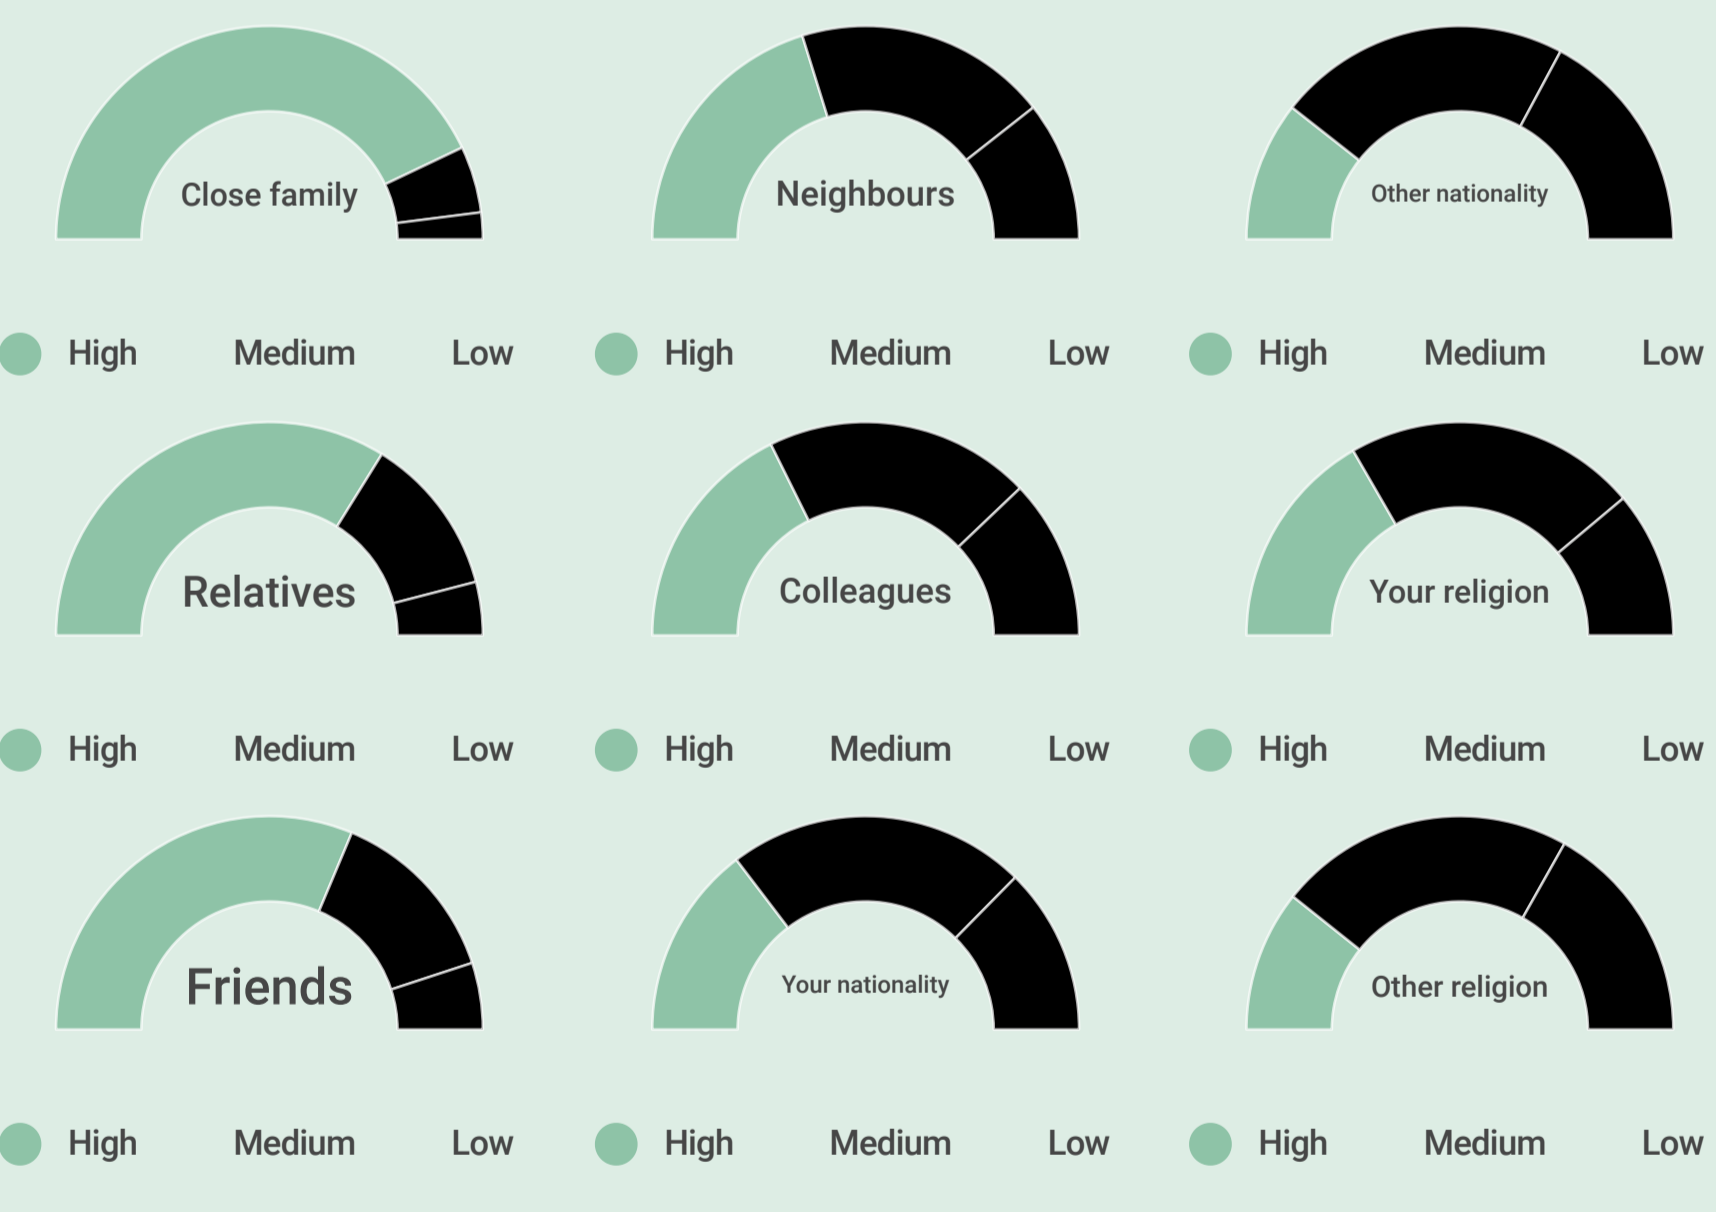 Close family
Neighbours
Other nationality
High Medium Low
High Medium Low
High Medium Low
Relatives
Colleagues
Your religion
High Medium Low
High Medium Low
High Medium Low
Friends
Your nationality
Other religion
High Medium Low
High Medium Low
High Medium Low